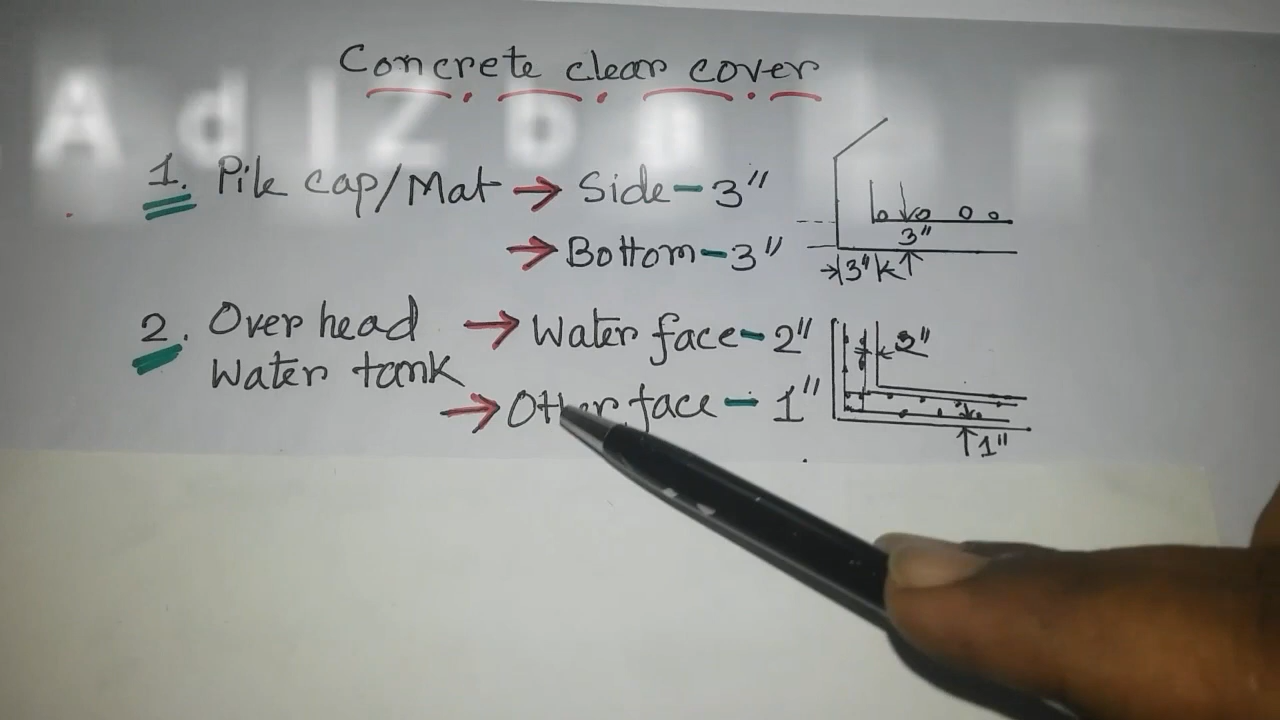 Concrete clear cover
1. Pile cap/Mat → Side - 3"
→ Bottom - 3"
3"
3"
2. Over head Water tank → Water face - 2"
→ Other face - 1"
2"
1"